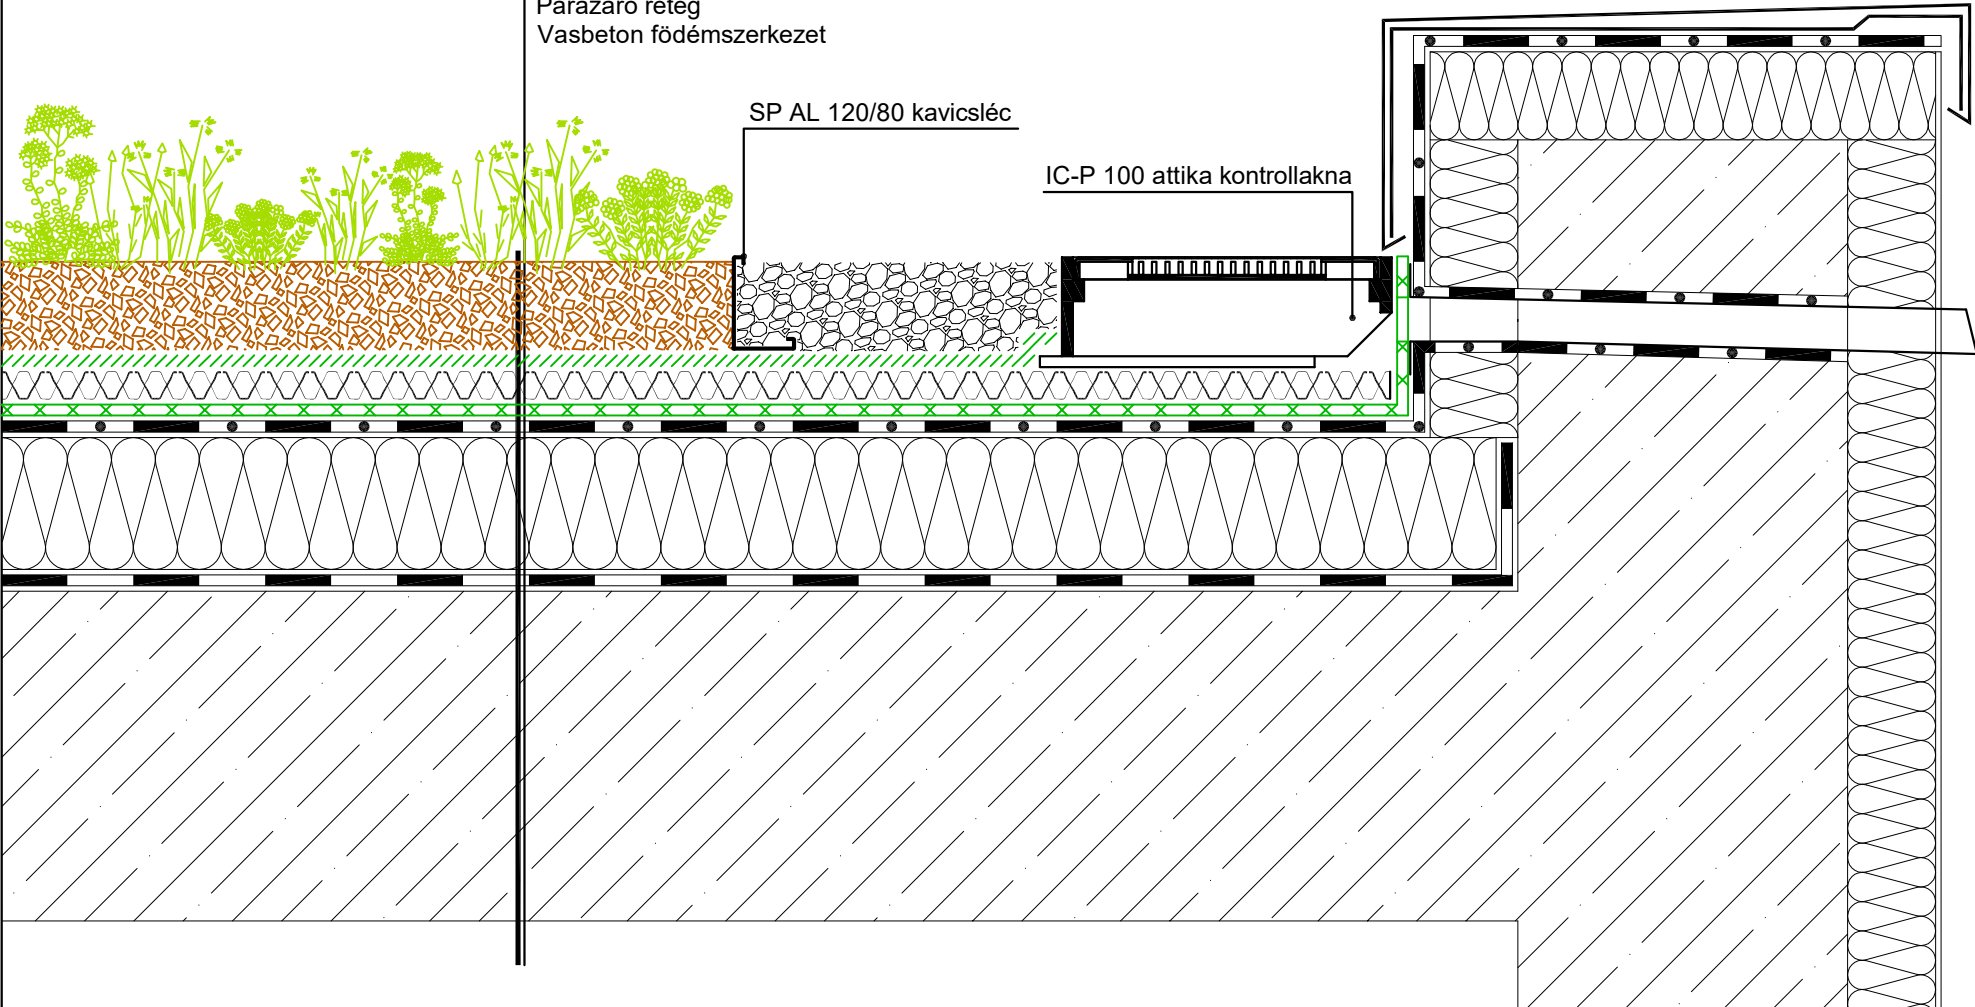 Párazáró réteg
Vasbeton födémszerkezet
SP AL 120/80 kavicsléc
IC-P 100 attika kontrollakna